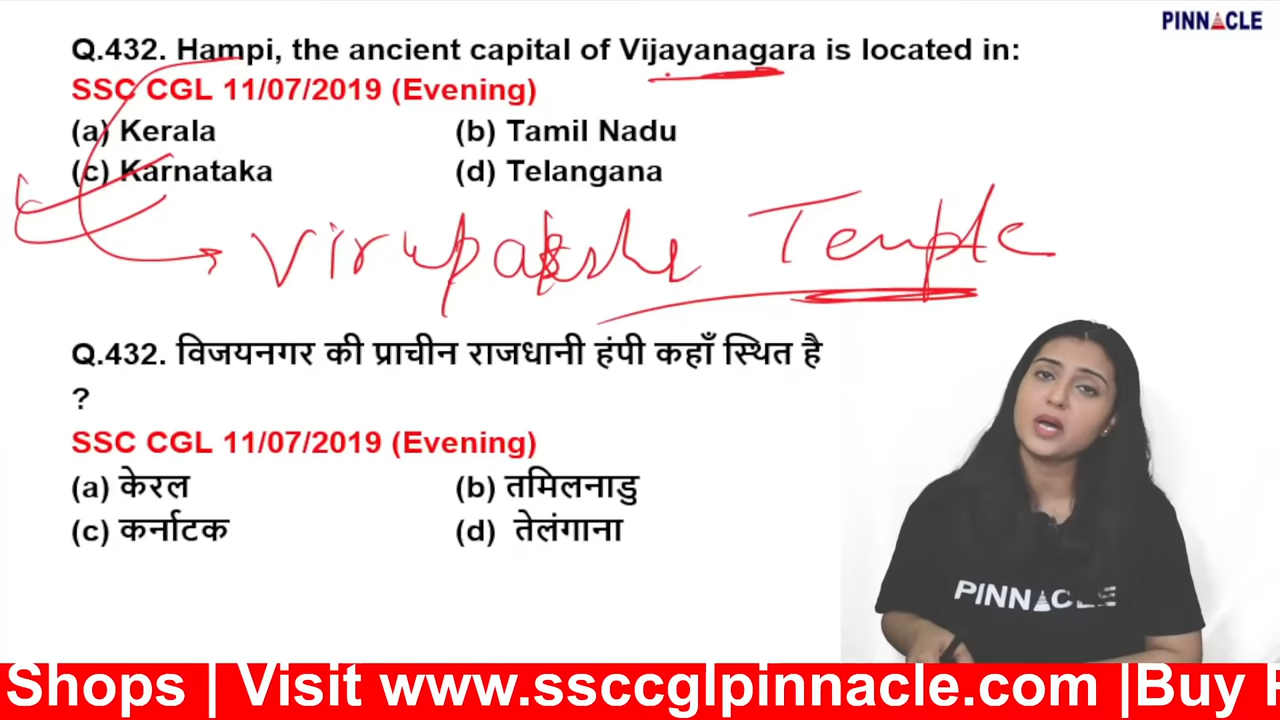 PINNACLE
Q.432. Hampi, the ancient capital of Vijayanagara is located in:
SSC CGL 11/07/2019 (Evening)
(a) Kerala (b) Tamil Nadu
(c) Karnataka (d) Telangana
Virupaksha Temple
Q.432. विजयनगर की प्राचीन राजधानी हंपी कहाँ स्थित है
?
SSC CGL 11/07/2019 (Evening)
(a) केरल (b) तमिलनाडु
(c) कर्नाटक (d) तेलंगाना
PINNACLE
Shops | Visit www.ssccglpinnacle.com |Buy